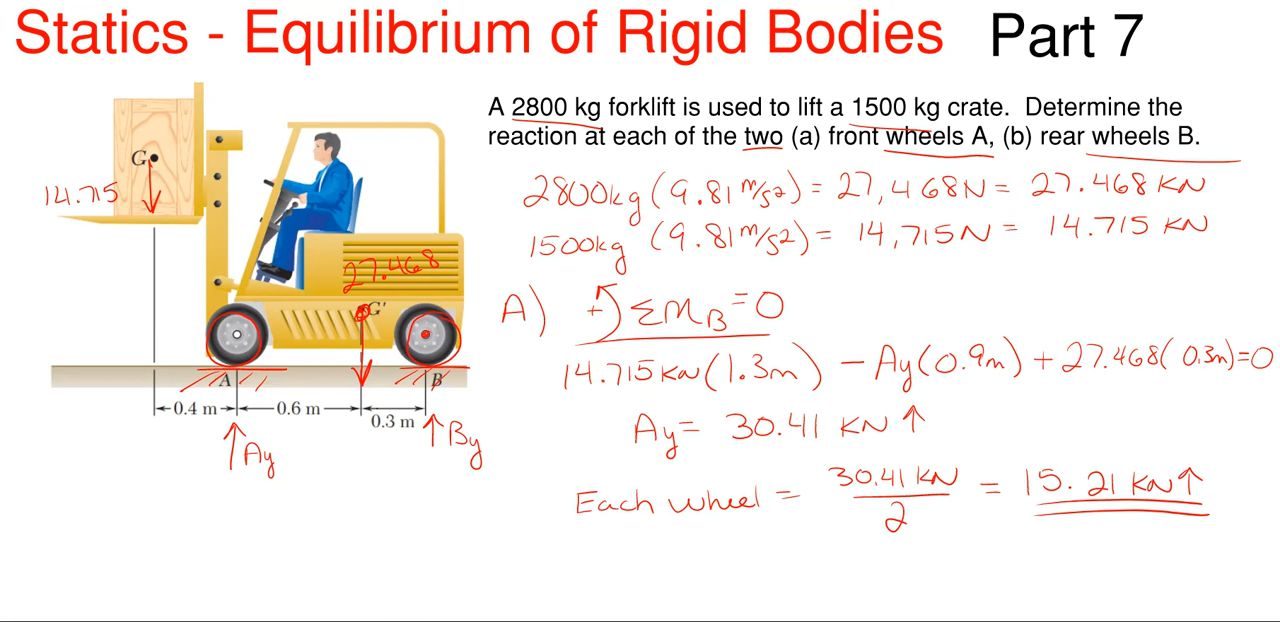 Statics - Equilibrium of Rigid Bodies Part 7
A 2800 kg forklift is used to lift a 1500 kg crate. Determine the
reaction at each of the two (a) front wheels A, (b) rear wheels B.
2800kg (9.81 m/s2) = 27,468N = 27.468 KN
1500kg (9.81 m/s2) = 14,715N = 14.715 KN
G
14.715
27.468
G'
A
B
0.4 m
0.6 m
0.3 m
Ay
By
A) + ΣMB = 0
14.715 KN (1.3m) - Ay (0.9m) + 27.468 (0.3m) = 0
Ay = 30.41 KN ↑
Each wheel = 30.41 KN / 2 = 15.21 KN ↑